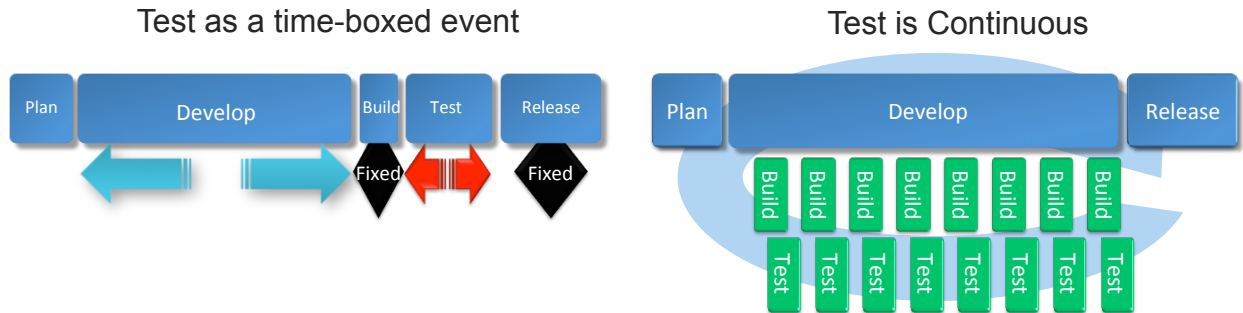 Test as a time-boxed event
Plan
Develop
Build
Test
Release
Fixed
Fixed
Test is Continuous
Plan
Develop
Release
Build
Build
Build
Build
Build
Build
Build
Build
Test
Test
Test
Test
Test
Test
Test
Test